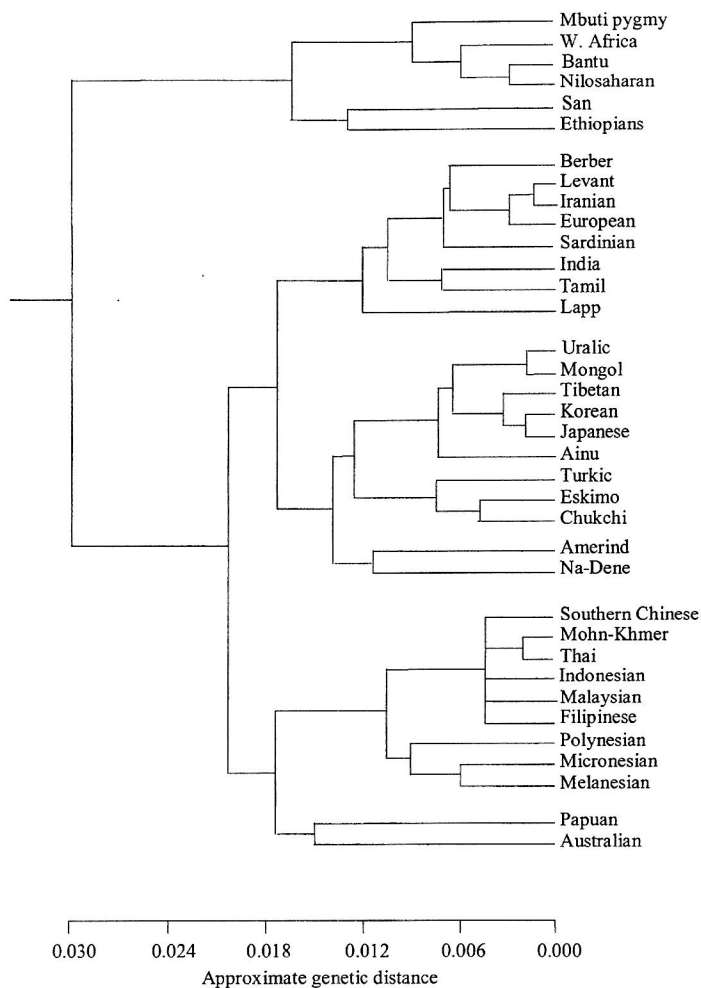 Mbuti pygmy
W. Africa
Bantu
Nilosaharan
San
Ethiopians
Berber
Levant
Iranian
European
Sardinian
India
Tamil
Lapp
Uralic
Mongol
Tibetan
Korean
Japanese
Ainu
Turkic
Eskimo
Chukchi
Amerind
Na-Dene
Southern Chinese
Mohn-Khmer
Thai
Indonesian
Malaysian
Filipinese
Polynesian
Micronesian
Melanesian
Papuan
Australian
0.030 0.024 0.018 0.012 0.006 0.000
Approximate genetic distance